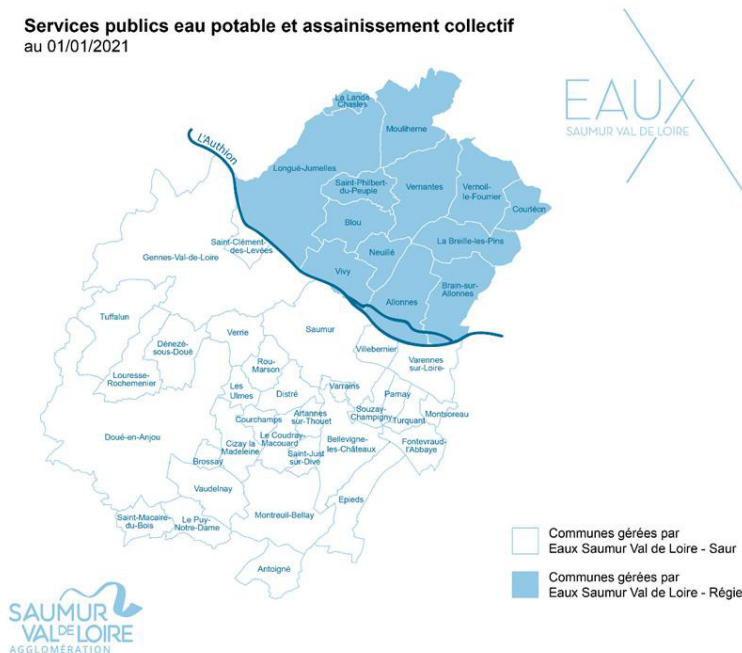 Services publics eau potable et assainissement collectif
au 01/01/2021
EAUX
SAUMUR VAL DE LOIRE
La Lande
Chasles
Mouliherne
L'Authion
Longué-Jumelles
Saint-Philbert-
du-Peuple
Vernantes
Vernoil-
le-Fourrier
Courléon
Blou
Saint-Clément-
des-Levées
Gennes-Val-de-Loire
Neuillé
La Breille-les-Pins
Vivy
Brain-sur-
Allonnes
Allonnes
Tuffalun
Verrie
Saumur
Dénezé-
sous-Doué
Villebernier
Varennes
sur-Loire-
Rou-
Marson
Louresse-
Rochemenier
Les
Ulmes
Distré
Varrains
Parnay
Souzay-
Champigny
Turquant
Montsoreau
Artannes
sur-Thouet
Courchamps
Doué-en-Anjou
Cizay la
Madeleine
Le Coudray-
Macouard
Saint-Just
sur-Dive
Bellevigne-
les-Châteaux
Fontevraud-
l'Abbaye
Brossay
Vaudelnay
Epieds
Saint-Macaire-
du-Bois
Le Puy-
Notre-Dame
Montreuil-Bellay
Antoigné
Communes gérées par
Eaux Saumur Val de Loire - Saur
Communes gérées par
Eaux Saumur Val de Loire - Régie
SAUMUR
VAL DE LOIRE
AGGLOMÉRATION